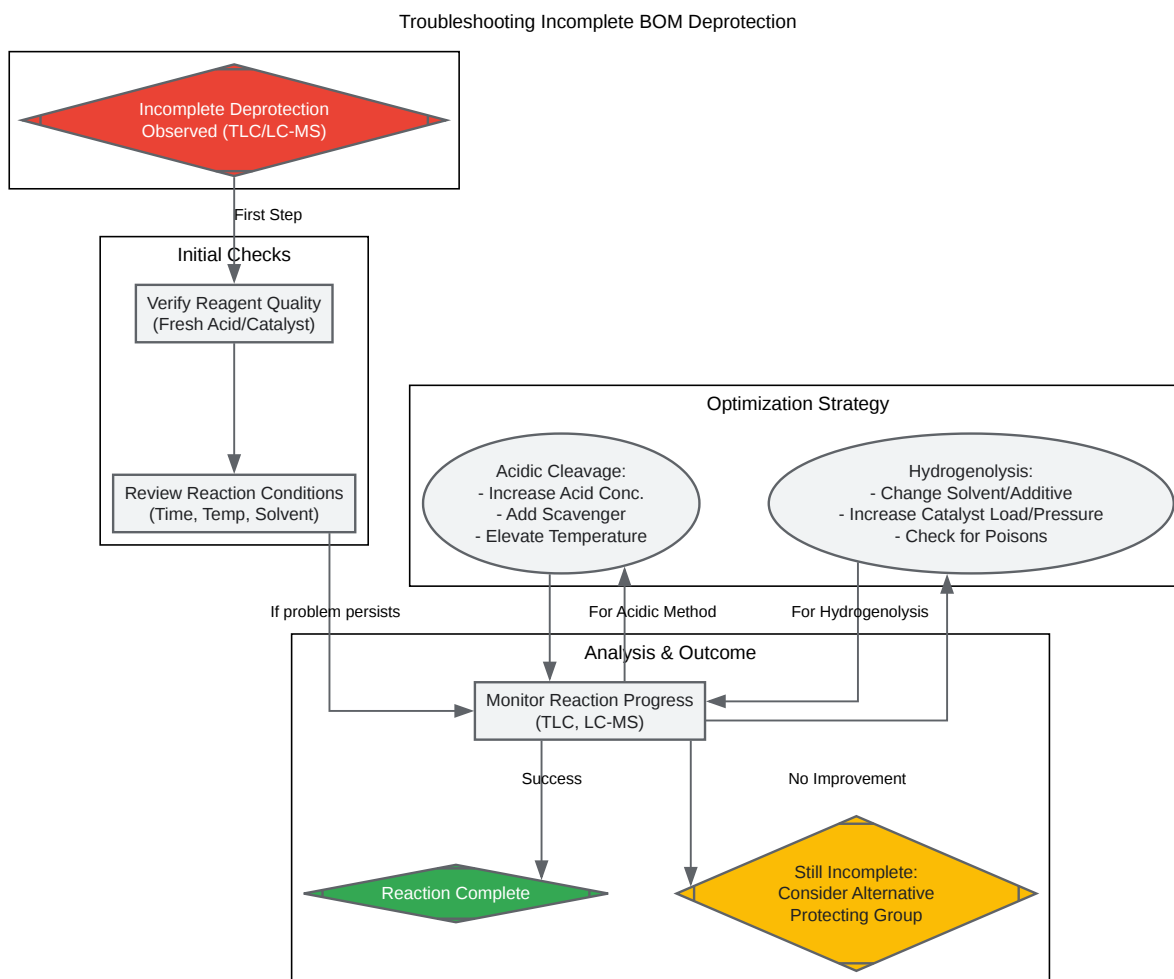 Troubleshooting Incomplete BOM Deprotection
Incomplete Deprotection
Observed (TLC/LC-MS)
First Step
Initial Checks
Verify Reagent Quality
(Fresh Acid/Catalyst)
Review Reaction Conditions
(Time, Temp, Solvent)
Optimization Strategy
Acidic Cleavage:
- Increase Acid Conc.
- Add Scavenger
- Elevate Temperature
Hydrogenolysis:
- Change Solvent/Additive
- Increase Catalyst Load/Pressure
- Check for Poisons
If problem persists
For Acidic Method
For Hydrogenolysis
Analysis & Outcome
Monitor Reaction Progress
(TLC, LC-MS)
Success
No Improvement
Reaction Complete
Still Incomplete:
Consider Alternative
Protecting Group